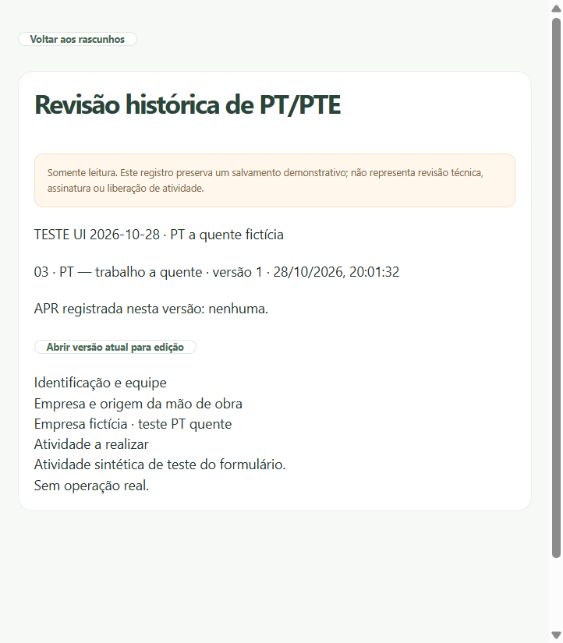 Voltar aos rascunhos
Revisão histórica de PT/PTE
Somente leitura. Este registro preserva um salvamento demonstrativo; não representa revisão técnica,
assinatura ou liberação de atividade.
TESTE UI 2026-10-28 · PT a quente fictícia
03 · PT — trabalho a quente · versão 1 · 28/10/2026, 20:01:32
APR registrada nesta versão: nenhuma.
Abrir versão atual para edição
Identificação e equipe
Empresa e origem da mão de obra
Empresa fictícia · teste PT quente
Atividade a realizar
Atividade sintética de teste do formulário.
Sem operação real.